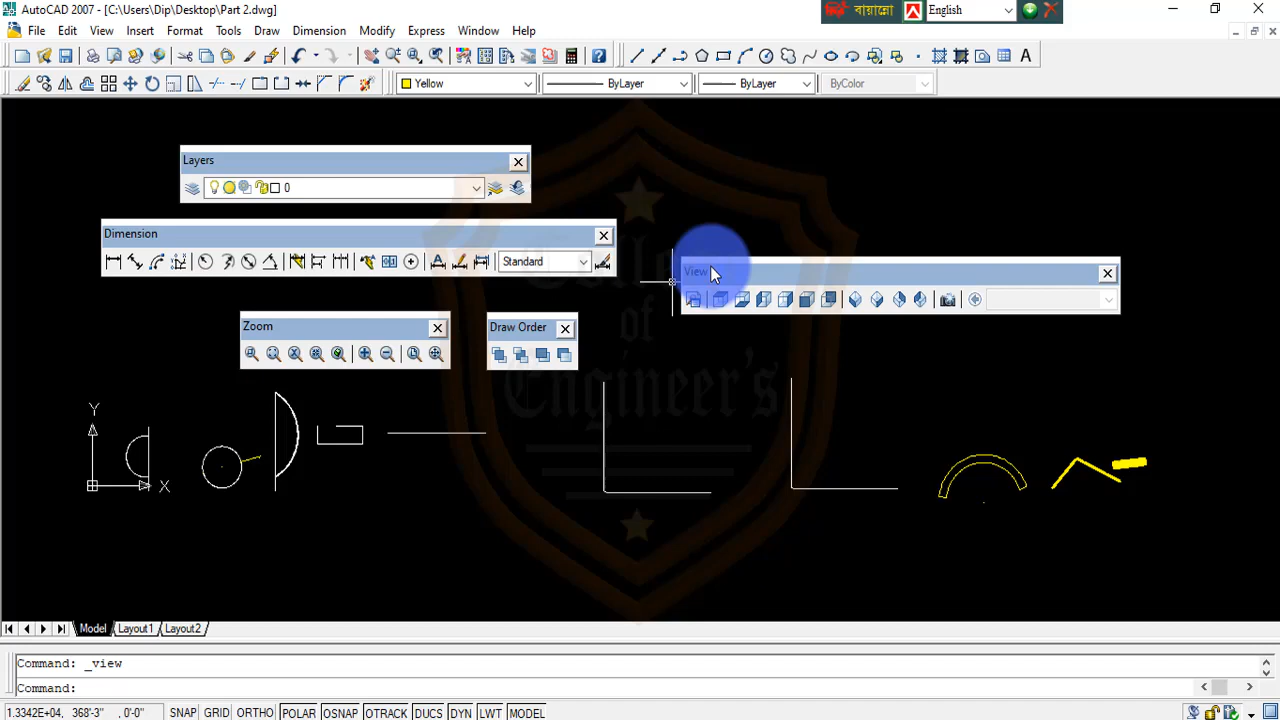 AutoCAD 2007 - [C:\Users\Dip\Desktop\Part 2.dwg]
বায়ান্নো English
File Edit View Insert Format Tools Draw Dimension Modify Express Window Help
Yellow ByLayer ByLayer ByColor
Layers
0
Dimension
Standard
View
Zoom
Draw Order
of
Engineer's
Y
X
Model Layout1 Layout2
Command: _view
Command:
1.3342E+04, 368'-3" , 0'-0" SNAP GRID ORTHO POLAR OSNAP OTRACK DUCS DYN LWT MODEL